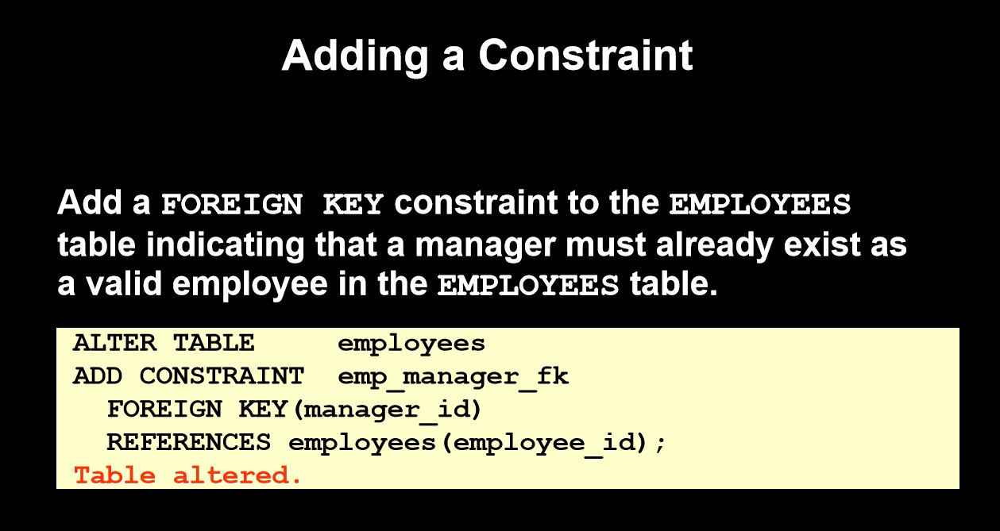 Adding a Constraint
Add a FOREIGN KEY constraint to the EMPLOYEES
table indicating that a manager must already exist as
a valid employee in the EMPLOYEES table.
ALTER TABLE     employees
ADD CONSTRAINT  emp_manager_fk
  FOREIGN KEY(manager_id)
  REFERENCES employees(employee_id);
Table altered.